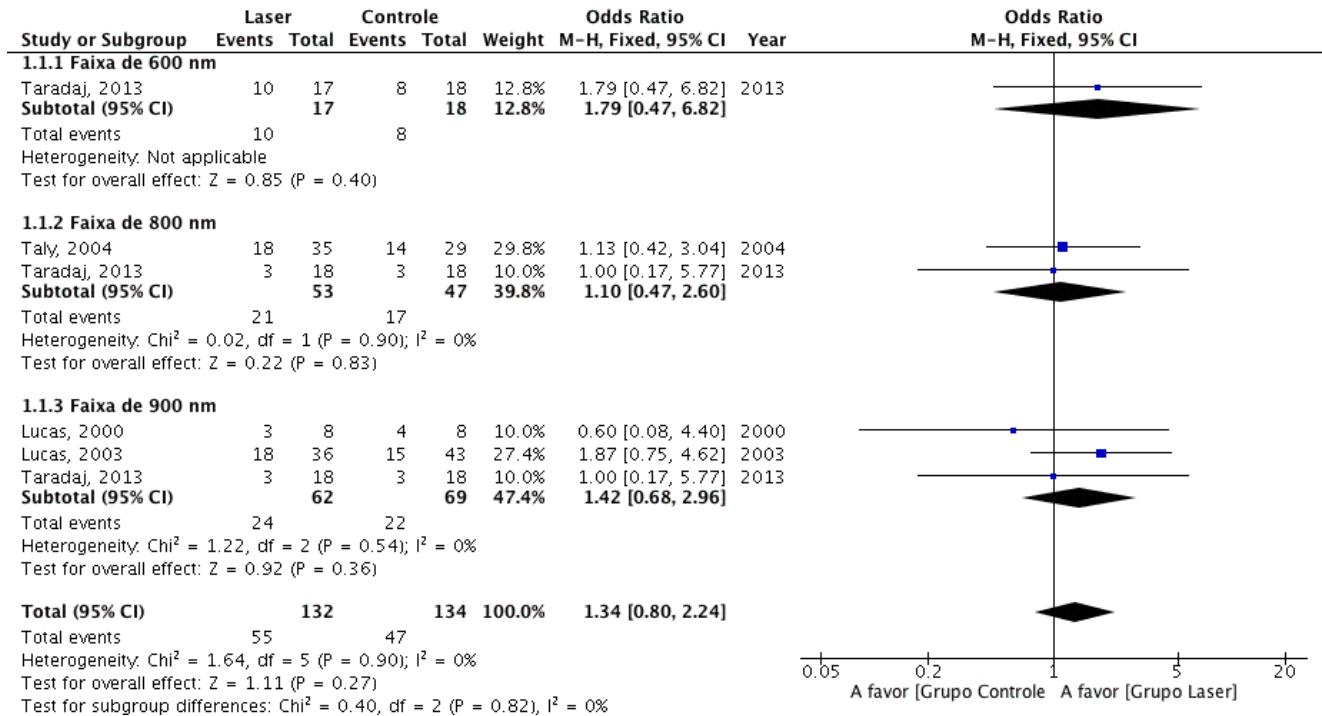 Laser Controle Odds Ratio Odds Ratio
Study or Subgroup Events Total Events Total Weight M-H, Fixed, 95% CI Year M-H, Fixed, 95% CI
1.1.1 Faixa de 600 nm
Taradaj, 2013 10 17 8 18 12.8% 1.79 [0.47, 6.82] 2013
Subtotal (95% CI) 17 18 12.8% 1.79 [0.47, 6.82]
Total events 10 8
Heterogeneity: Not applicable
Test for overall effect: Z = 0.85 (P = 0.40)
1.1.2 Faixa de 800 nm
Taly, 2004 18 35 14 29 29.8% 1.13 [0.42, 3.04] 2004
Taradaj, 2013 3 18 3 18 10.0% 1.00 [0.17, 5.77] 2013
Subtotal (95% CI) 53 47 39.8% 1.10 [0.47, 2.60]
Total events 21 17
Heterogeneity: Chi² = 0.02, df = 1 (P = 0.90); I² = 0%
Test for overall effect: Z = 0.22 (P = 0.83)
1.1.3 Faixa de 900 nm
Lucas, 2000 3 8 4 8 10.0% 0.60 [0.08, 4.40] 2000
Lucas, 2003 18 36 15 43 27.4% 1.87 [0.75, 4.62] 2003
Taradaj, 2013 3 18 3 18 10.0% 1.00 [0.17, 5.77] 2013
Subtotal (95% CI) 62 69 47.4% 1.42 [0.68, 2.96]
Total events 24 22
Heterogeneity: Chi² = 1.22, df = 2 (P = 0.54); I² = 0%
Test for overall effect: Z = 0.92 (P = 0.36)
Total (95% CI) 132 134 100.0% 1.34 [0.80, 2.24]
Total events 55 47
Heterogeneity: Chi² = 1.64, df = 5 (P = 0.90); I² = 0%
Test for overall effect: Z = 1.11 (P = 0.27)
Test for subgroup differences: Chi² = 0.40, df = 2 (P = 0.82), I² = 0%
0.05 0.2 1 5 20
A favor [Grupo Controle A favor [Grupo Laser]